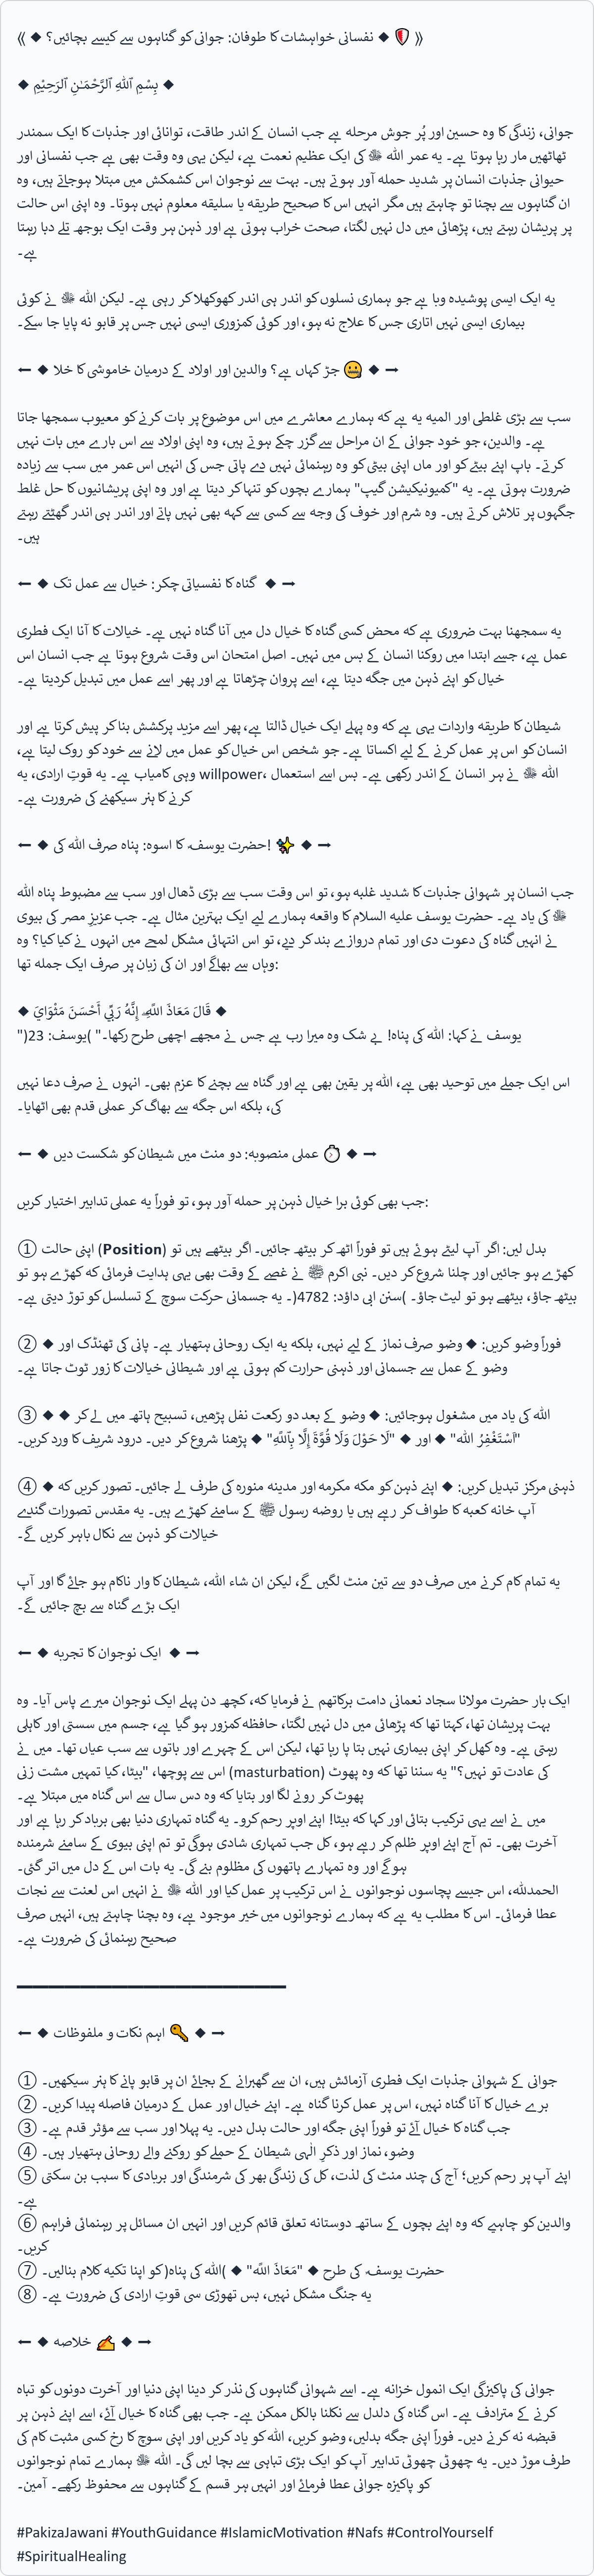 《 ◆ نفسانی خواہشات کا طوفان: جوانی کو گناہوں سے کیسے بچائیں؟ ◆ 🛡️ 》
◆ بِسْمِ ٱللَّٰهِ ٱلرَّحْمَـٰنِ ٱلرَّحِيْمِ ◆
جوانی، زندگی کا وہ حسین اور پُر جوش مرحلہ ہے جب انسان کے اندر طاقت، توانائی اور جذبات کا ایک سمندر
ٹھاٹھیں مار رہا ہوتا ہے۔ یہ عمر اللہ ﷻ کی ایک عظیم نعمت ہے، لیکن یہی وہ وقت بھی ہے جب نفسانی اور
حیوانی جذبات انسان پر شدید حملہ آور ہوتے ہیں۔ بہت سے نوجوان اس کشمکش میں مبتلا ہوجاتے ہیں، وہ
ان گناہوں سے بچنا تو چاہتے ہیں مگر انہیں اس کا صحیح طریقہ یا سلیقہ معلوم نہیں ہوتا۔ وہ اپنی اس حالت
پر پریشان رہتے ہیں، پڑھائی میں دل نہیں لگتا، صحت خراب ہوتی ہے اور ذہن ہر وقت ایک بوجھ تلے دبا رہتا
ہے۔
یہ ایک ایسی پوشیدہ وبا ہے جو ہماری نسلوں کو اندر ہی اندر کھوکھلا کر رہی ہے۔ لیکن اللہ ﷻ نے کوئی
بیماری ایسی نہیں اتاری جس کا علاج نہ ہو، اور کوئی کمزوری ایسی نہیں جس پر قابو نہ پایا جا سکے۔
← ◆ جڑ کہاں ہے؟ والدین اور اولاد کے درمیان خاموشی کا خلا 🤐 ◆ →
سب سے بڑی غلطی اور المیہ یہ ہے کہ ہمارے معاشرے میں اس موضوع پر بات کرنے کو معیوب سمجھا جاتا
ہے۔ والدین، جو خود جوانی کے ان مراحل سے گزر چکے ہوتے ہیں، وہ اپنی اولاد سے اس بارے میں بات نہیں
کرتے۔ باپ اپنے بیٹے کو اور ماں اپنی بیٹی کو وہ رہنمائی نہیں دے پاتی جس کی انہیں اس عمر میں سب سے زیادہ
ضرورت ہوتی ہے۔ یہ "کمیونیکیشن گیپ" ہمارے بچوں کو تنہا کر دیتا ہے اور وہ اپنی پریشانیوں کا حل غلط
جگہوں پر تلاش کرتے ہیں۔ وہ شرم اور خوف کی وجہ سے کسی سے کہہ بھی نہیں پاتے اور اندر ہی اندر گھٹتے رہتے
ہیں۔
← ◆ گناہ کا نفسیاتی چکر: خیال سے عمل تک ◆ →
یہ سمجھنا بہت ضروری ہے کہ محض کسی گناہ کا خیال دل میں آنا گناہ نہیں ہے۔ خیالات کا آنا ایک فطری
عمل ہے، جسے ابتدا میں روکنا انسان کے بس میں نہیں۔ اصل امتحان اس وقت شروع ہوتا ہے جب انسان اس
خیال کو اپنے ذہن میں جگہ دیتا ہے، اسے پروان چڑھاتا ہے اور پھر اسے عمل میں تبدیل کردیتا ہے۔
شیطان کا طریقہ واردات یہی ہے کہ وہ پہلے ایک خیال ڈالتا ہے، پھر اسے مزید پرکشش بنا کر پیش کرتا ہے اور
انسان کو اس پر عمل کرنے کے لیے اکساتا ہے۔ جو شخص اس خیال کو عمل میں لانے سے خود کو روک لیتا ہے،
وہی کامیاب ہے۔ یہ قوتِ ارادی، یہ willpower، اللہ ﷻ نے ہر انسان کے اندر رکھی ہے۔ بس اسے استعمال
کرنے کا ہنر سیکھنے کی ضرورت ہے۔
← ◆ حضرت یوسفؑ کا اسوہ: پناہ صرف اللہ کی! ✨ ◆ →
جب انسان پر شہوانی جذبات کا شدید غلبہ ہو، تو اس وقت سب سے بڑی ڈھال اور سب سے مضبوط پناہ اللہ
ﷻ کی یاد ہے۔ حضرت یوسف علیہ السلام کا واقعہ ہمارے لیے ایک بہترین مثال ہے۔ جب عزیزِ مصر کی بیوی
نے انہیں گناہ کی دعوت دی اور تمام دروازے بند کر دیے، تو اس انتہائی مشکل لمحے میں انہوں نے کیا کیا؟ وہ
وہاں سے بھاگے اور ان کی زبان پر صرف ایک جملہ تھا:
◆ قَالَ مَعَاذَ اللَّهِ ۖ إِنَّهُ رَبِّي أَحْسَنَ مَثْوَايَ ◆
"یوسف نے کہا: اللہ کی پناہ! بے شک وہ میرا رب ہے جس نے مجھے اچھی طرح رکھا۔" (یوسف: 23)
اس ایک جملے میں توحید بھی ہے، اللہ پر یقین بھی ہے اور گناہ سے بچنے کا عزم بھی۔ انہوں نے صرف دعا نہیں
کی، بلکہ اس جگہ سے بھاگ کر عملی قدم بھی اٹھایا۔
← ◆ عملی منصوبہ: دو منٹ میں شیطان کو شکست دیں ⏱️ ◆ →
جب بھی کوئی برا خیال ذہن پر حملہ آور ہو، تو فوراً یہ عملی تدابیر اختیار کریں:
① اپنی حالت (Position) بدل لیں: اگر آپ لیٹے ہوئے ہیں تو فوراً اٹھ کر بیٹھ جائیں۔ اگر بیٹھے ہیں تو
کھڑے ہو جائیں اور چلنا شروع کر دیں۔ نبی اکرم ﷺ نے غصے کے وقت بھی یہی ہدایت فرمائی کہ کھڑے ہو تو
بیٹھ جاؤ، بیٹھے ہو تو لیٹ جاؤ۔ (سنن ابی داؤد: 4782)۔ یہ جسمانی حرکت سوچ کے تسلسل کو توڑ دیتی ہے۔
② ◆ فوراً وضو کریں: ◆ وضو صرف نماز کے لیے نہیں، بلکہ یہ ایک روحانی ہتھیار ہے۔ پانی کی ٹھنڈک اور
وضو کے عمل سے جسمانی اور ذہنی حرارت کم ہوتی ہے اور شیطانی خیالات کا زور ٹوٹ جاتا ہے۔
③ ◆ اللہ کی یاد میں مشغول ہوجائیں: ◆ وضو کے بعد دو رکعت نفل پڑھیں، تسبیح ہاتھ میں لے کر ◆
"اَسْتَغْفِرُ اللہ" ◆ اور ◆ "لَا حَوْلَ وَلَا قُوَّةَ إِلَّا بِاللَّهِ" ◆ پڑھنا شروع کر دیں۔ درود شریف کا ورد کریں۔
④ ◆ ذہنی مرکز تبدیل کریں: ◆ اپنے ذہن کو مکہ مکرمہ اور مدینہ منورہ کی طرف لے جائیں۔ تصور کریں کہ
آپ خانہ کعبہ کا طواف کر رہے ہیں یا روضہ رسول ﷺ کے سامنے کھڑے ہیں۔ یہ مقدس تصورات گندے
خیالات کو ذہن سے نکال باہر کریں گے۔
یہ تمام کام کرنے میں صرف دو سے تین منٹ لگیں گے، لیکن ان شاء اللہ، شیطان کا وار ناکام ہو جائے گا اور آپ
ایک بڑے گناہ سے بچ جائیں گے۔
← ◆ ایک نوجوان کا تجربہ ◆ →
ایک بار حضرت مولانا سجاد نعمانی دامت برکاتھم نے فرمایا کہ، کچھ دن پہلے ایک نوجوان میرے پاس آیا۔ وہ
بہت پریشان تھا، کہتا تھا کہ پڑھائی میں دل نہیں لگتا، حافظہ کمزور ہو گیا ہے، جسم میں سستی اور کاہلی
رہتی ہے۔ وہ کھل کر اپنی بیماری نہیں بتا پا رہا تھا، لیکن اس کے چہرے اور باتوں سے سب عیاں تھا۔ میں نے
اس سے پوچھا، "بیٹا، کیا تمہیں مشت زنی (masturbation) کی عادت تو نہیں؟" یہ سننا تھا کہ وہ پھوٹ
پھوٹ کر رونے لگا اور بتایا کہ وہ دس سال سے اس گناہ میں مبتلا ہے۔
میں نے اسے یہی ترکیب بتائی اور کہا کہ بیٹا! اپنے اوپر رحم کرو۔ یہ گناہ تمہاری دنیا بھی برباد کر رہا ہے اور
آخرت بھی۔ تم آج اپنے اوپر ظلم کر رہے ہو، کل جب تمہاری شادی ہوگی تو تم اپنی بیوی کے سامنے شرمندہ
ہوگے اور وہ تمہارے ہاتھوں کی مظلوم بنے گی۔ یہ بات اس کے دل میں اتر گئی۔
الحمدللہ، اس جیسے پچاسوں نوجوانوں نے اس ترکیب پر عمل کیا اور اللہ ﷻ نے انہیں اس لعنت سے نجات
عطا فرمائی۔ اس کا مطلب یہ ہے کہ ہمارے نوجوانوں میں خیر موجود ہے، وہ بچنا چاہتے ہیں، انہیں صرف
صحیح رہنمائی کی ضرورت ہے۔
← ◆ اہم نکات و ملفوظات 🔑 ◆ →
① جوانی کے شہوانی جذبات ایک فطری آزمائش ہیں، ان سے گھبرانے کے بجائے ان پر قابو پانے کا ہنر سیکھیں۔
② برے خیال کا آنا گناہ نہیں، اس پر عمل کرنا گناہ ہے۔ اپنے خیال اور عمل کے درمیان فاصلہ پیدا کریں۔
③ جب گناہ کا خیال آئے تو فوراً اپنی جگہ اور حالت بدل دیں۔ یہ پہلا اور سب سے مؤثر قدم ہے۔
④ وضو، نماز اور ذکرِ الٰہی شیطان کے حملے کو روکنے والے روحانی ہتھیار ہیں۔
⑤ اپنے آپ پر رحم کریں؛ آج کی چند منٹ کی لذت، کل کی زندگی بھر کی شرمندگی اور بربادی کا سبب بن سکتی
ہے۔
⑥ والدین کو چاہیے کہ وہ اپنے بچوں کے ساتھ دوستانہ تعلق قائم کریں اور انہیں ان مسائل پر رہنمائی فراہم
کریں۔
⑦ حضرت یوسفؑ کی طرح ◆ "مَعَاذَ اللَّه" ◆ (اللہ کی پناہ) کو اپنا تکیہ کلام بنالیں۔
⑧ یہ جنگ مشکل نہیں، بس تھوڑی سی قوتِ ارادی کی ضرورت ہے۔
← ◆ خلاصہ ✍️ ◆ →
جوانی کی پاکیزگی ایک انمول خزانہ ہے۔ اسے شہوانی گناہوں کی نذر کر دینا اپنی دنیا اور آخرت دونوں کو تباہ
کرنے کے مترادف ہے۔ اس گناہ کی دلدل سے نکلنا بالکل ممکن ہے۔ جب بھی گناہ کا خیال آئے، اسے اپنے ذہن پر
قبضہ نہ کرنے دیں۔ فوراً اپنی جگہ بدلیں، وضو کریں، اللہ کو یاد کریں اور اپنی سوچ کا رخ کسی مثبت کام کی
طرف موڑ دیں۔ یہ چھوٹی چھوٹی تدابیر آپ کو ایک بڑی تباہی سے بچا لیں گی۔ اللہ ﷻ ہمارے تمام نوجوانوں
کو پاکیزہ جوانی عطا فرمائے اور انہیں ہر قسم کے گناہوں سے محفوظ رکھے۔ آمین۔
#PakizaJawani #YouthGuidance #IslamicMotivation #Nafs #ControlYourself
#SpiritualHealing